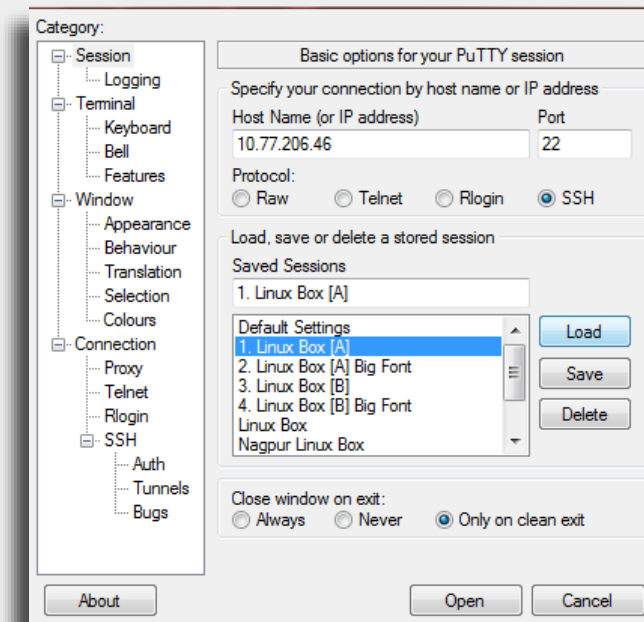 Category:
Session
Logging
Terminal
Keyboard
Bell
Features
Window
Appearance
Behaviour
Translation
Selection
Colours
Connection
Proxy
Telnet
Rlogin
SSH
Auth
Tunnels
Bugs
Basic options for your PuTTY session
Specify your connection by host name or IP address
Host Name (or IP address) Port
10.77.206.46 22
Protocol:
Raw Telnet Rlogin SSH
Load, save or delete a stored session
Saved Sessions
1. Linux Box [A]
Default Settings
1. Linux Box [A]
2. Linux Box [A] Big Font
3. Linux Box [B]
4. Linux Box [B] Big Font
Linux Box
Nagpur Linux Box
Load
Save
Delete
Close window on exit:
Always Never Only on clean exit
About Open Cancel